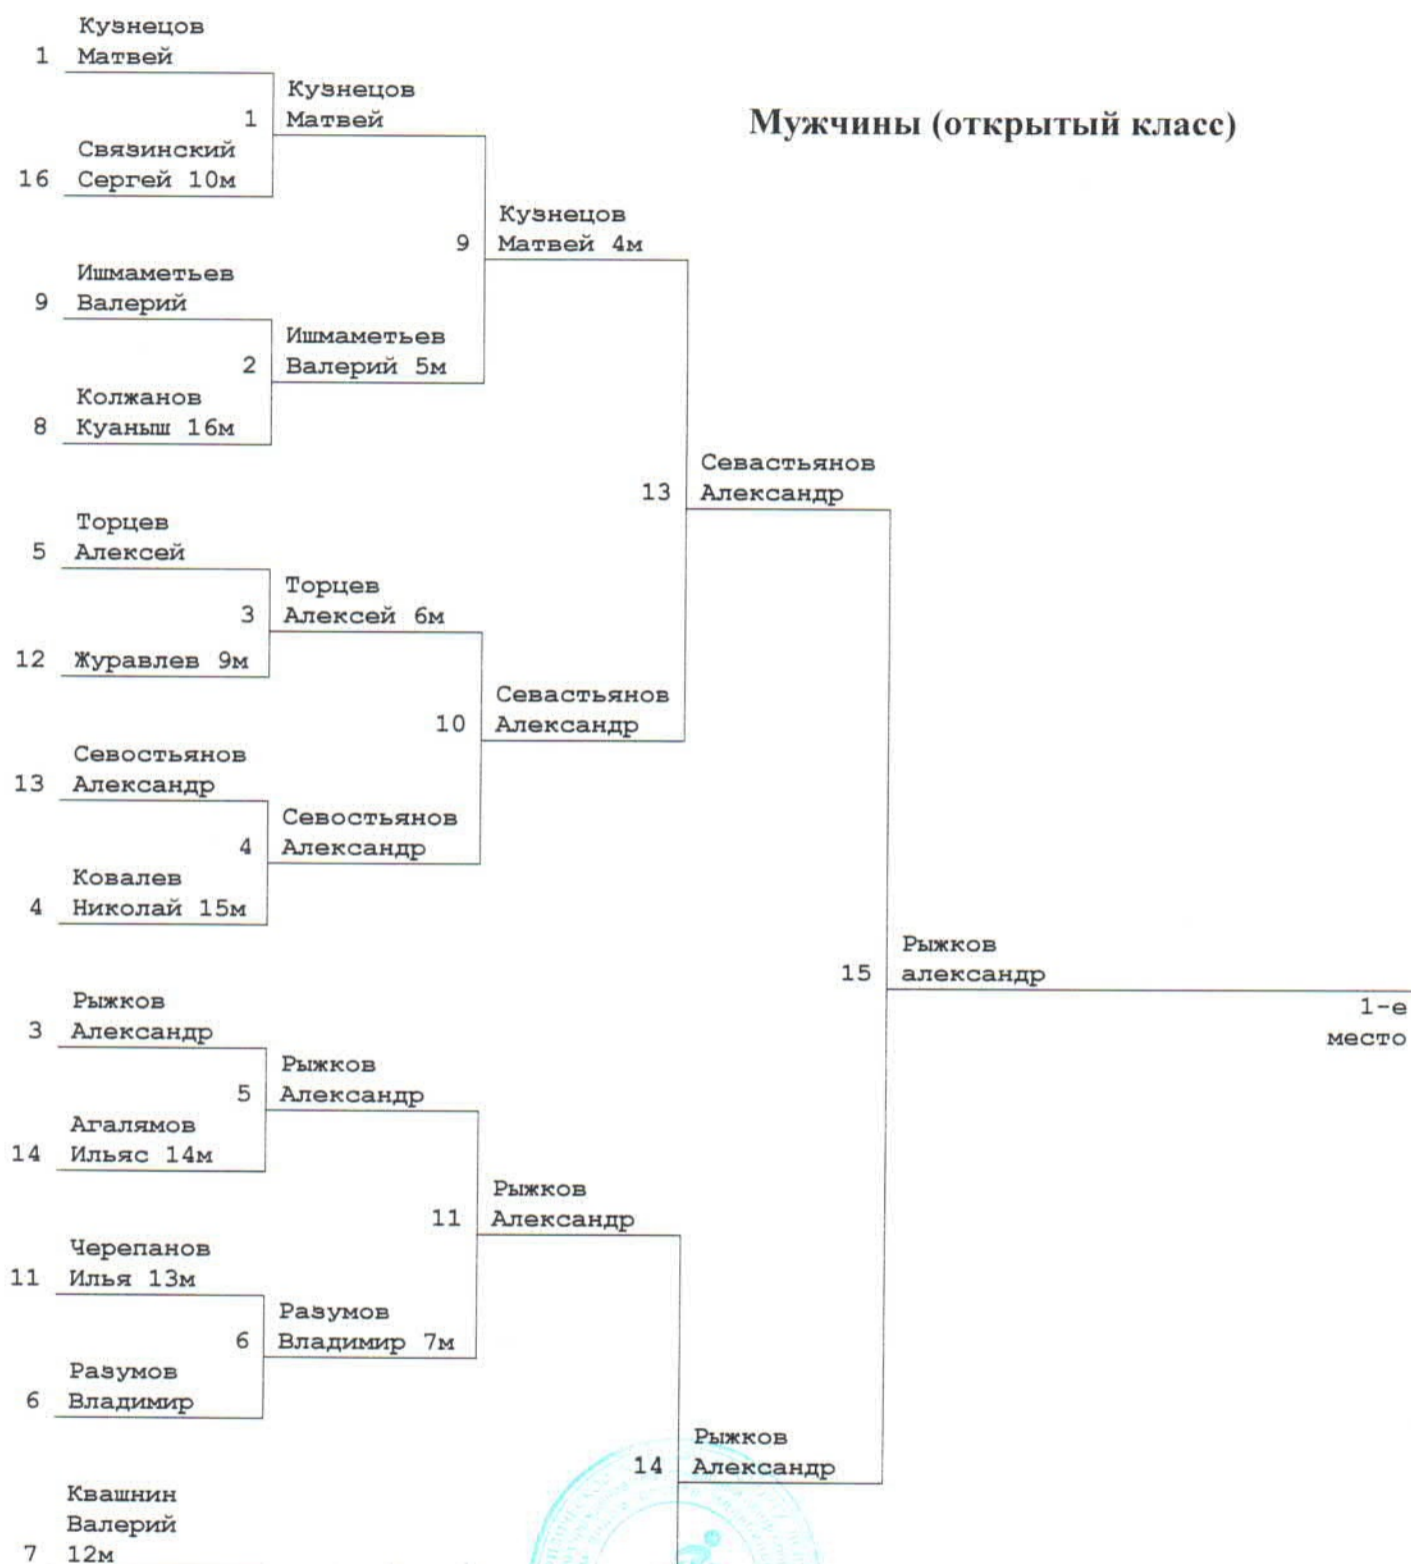 Мужчины (открытый класс)
Кузнецов
1 Матвей
Кузнецов
1 Матвей
Связинский
16 Сергей 10м
Кузнецов
9 Матвей 4м
Ишмаметьев
9 Валерий
Ишмаметьев
2 Валерий 5м
Колжанов
8 Куаныш 16м
Севастьянов
13 Александр
Торцев
5 Алексей
Торцев
3 Алексей 6м
12 Журавлев 9м
Севастьянов
10 Александр
Севостьянов
13 Александр
Севостьянов
4 Александр
Ковалев
4 Николай 15м
Рыжков
15 александр
1-е
место
Рыжков
3 Александр
Рыжков
5 Александр
Агалямов
14 Ильяс 14м
Рыжков
11 Александр
Черепанов
11 Илья 13м
Разумов
6 Владимир 7м
Разумов
6 Владимир
Рыжков
14 Александр
Квашнин
Валерий
7 12м